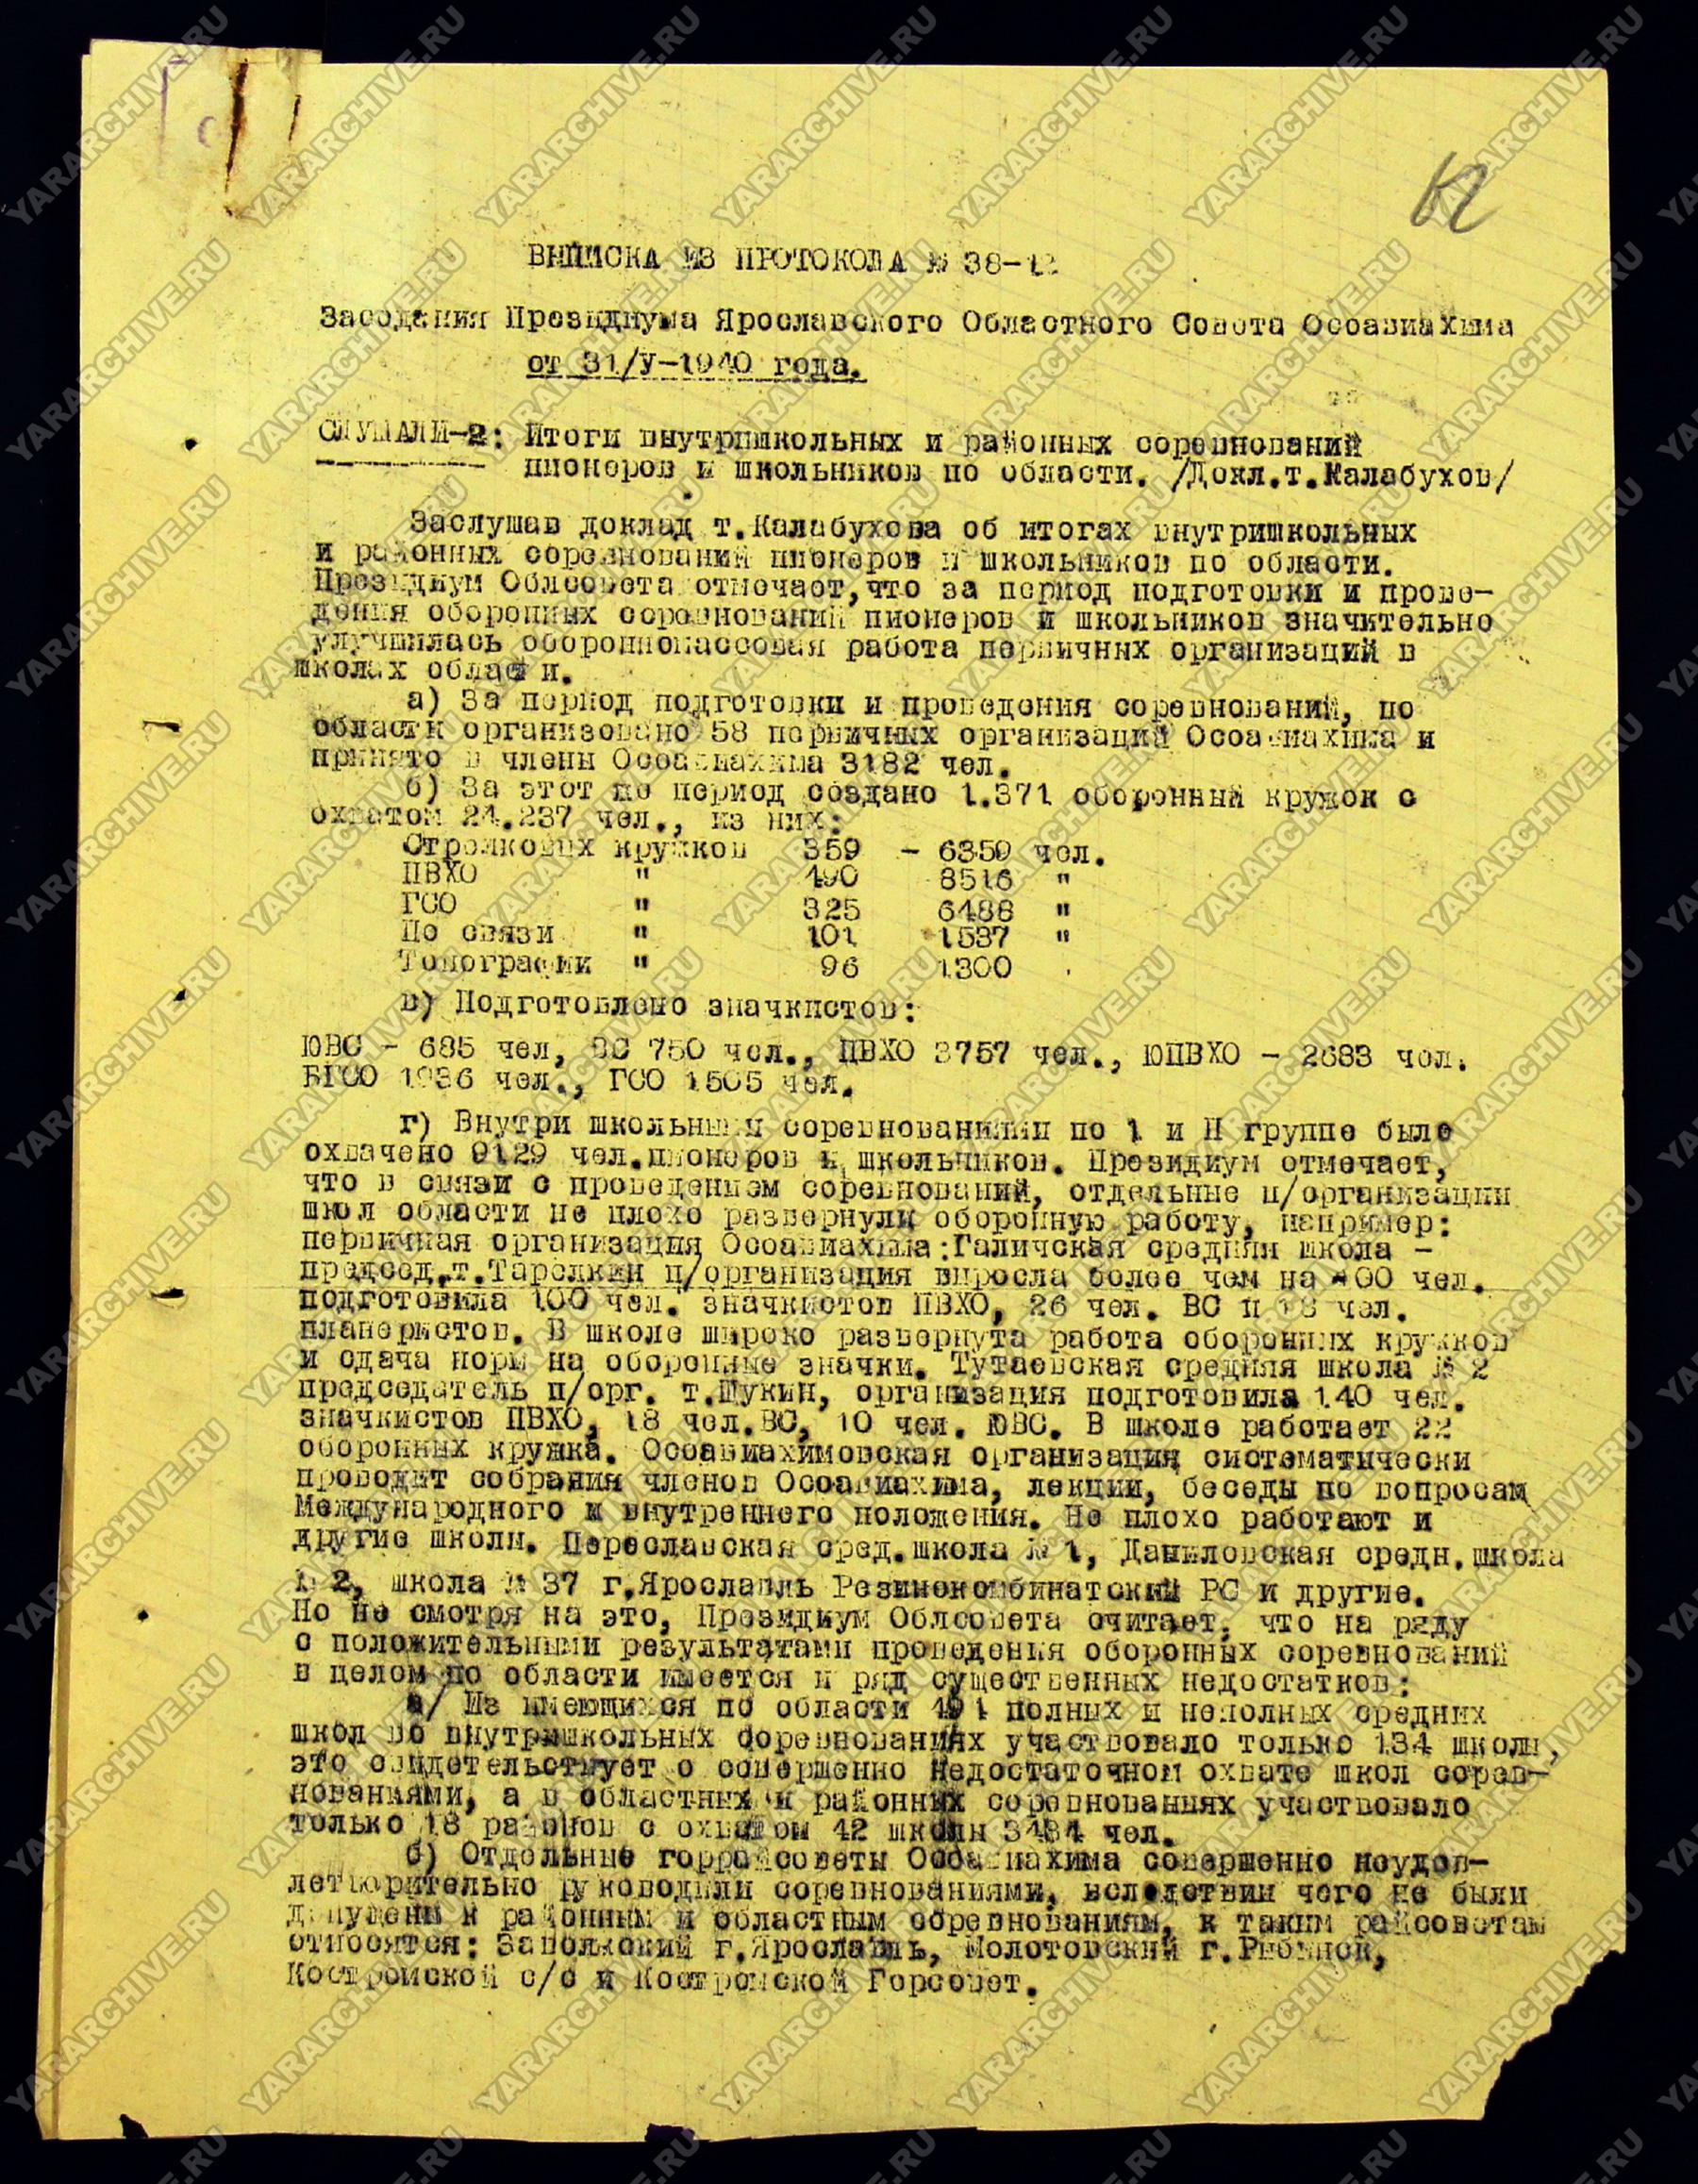 ВЫПИСКА ИЗ ПРОТОКОЛА № 38-12
Заседания Президиума Ярославского Областного Совета Осоавиахима
от 31/У-1940 года.
СЛУШАЛИ-2: Итоги внутришкольных и районных соревнований
пионеров и школьников по области. /Докл.т.Калабухов/
Заслушав доклад т.Калабухова об итогах внутришкольных
и районных соревнований пионеров и школьников по области.
Президиум Облсовета отмечает,что за период подготовки и прове-
дения оборонных соревнований пионеров и школьников значительно
улучшилась обороннomассовая работа первичных организаций в
школах области.
а) За период подготовки и проведения соревнований, по
области организовано 58 первичных организаций Осоавиахима и
принято в члены Осоавиахима 3182 чел.
б) За этот же период создано 1.371 оборонный кружок с
охватом 24.237 чел., из них:
Стрелковых кружков 359 - 6359 чел.
ПВХО " 490 8516 "
ГСО " 325 6488 "
По связи " 101 1537 "
Топографии " 96 1300
в) Подготовлено значкистов:
ЮВС - 685 чел, ВС 750 чел., ПВХО 3757 чел., ЮПВХО - 2683 чел.
БГСО 1936 чел., ГСО 1505 чел.
г) Внутри школьными соревнованиями по 1 и П группе было
охвачено 9129 чел.пионеров и школьников. Президиум отмечает,
что в связи с проведением соревнований, отдельные п/организации
школ области не плохо развернули оборонную работу, например:
первичная организация Осоавиахима:Галичская средняя школа -
председ.т.Тарелкин п/организация выросла более чем на 400 чел.
подготовила 100 чел. значкистов ПВХО, 26 чел. ВС и 18 чел.
планеристов. В школе широко развернута работа оборонных кружков
и сдача норм на оборонные значки. Тутаевская средняя школа № 2
председатель п/орг. т.Щукин, организация подготовила 140 чел.
значкистов ПВХО, 18 чел.ВС, 10 чел. ЮВС. В школе работает 22
оборонных кружка. Осоавиахимовская организация систематически
проводит собрания членов Осоавиахима, лекции, беседы по вопросам
Международного и внутреннего положения. Не плохо работают и
другие школы. Переславская сред.школа № 1, Даниловская средн.школа
№ 2, школа № 37 г.Ярославль Резинокомбинатский РС и другие.
Но не смотря на это, Президиум Облсовета считает, что на ряду
с положительными результатами проведения оборонных соревнований
в целом по области имеется и ряд существенных недостатков:
а/ Из имеющихся по области 491 полных и неполных средних
школ во внутришкольных соревнованиях участвовало только 134 школы,
это свидетельствует о совершенно недостаточном охвате школ сорев-
нованиями, а в областных и районных соревнованиях участвовало
только 18 районов с охватом 42 школы 3484 чел.
б) Отдельные горрайсоветы Осоавиахима совершенно неудов-
летворительно руководили соревнованиями, вследствии чего не были
допущены к районным и областным соревнованиям, к таким райсоветам
относятся: Заволжский г.Ярославль, Молотовский г.Рыбинск,
Костромской с/с и Костромской Горсовет.
YARARCHIVE.RU